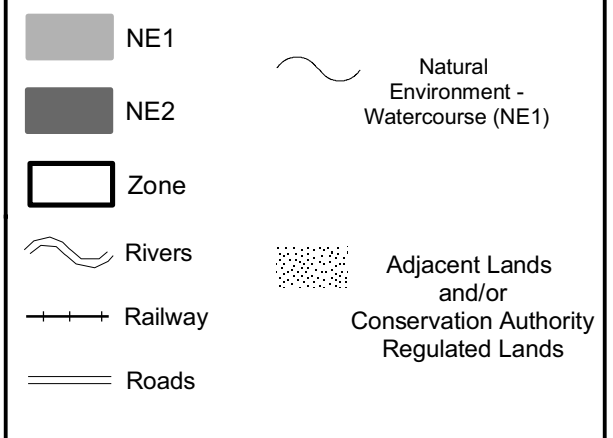 NE1
NE2
Zone
Rivers
Railway
Roads
Natural
Environment -
Watercourse (NE1)
Adjacent Lands
and/or
Conservation Authority
Regulated Lands